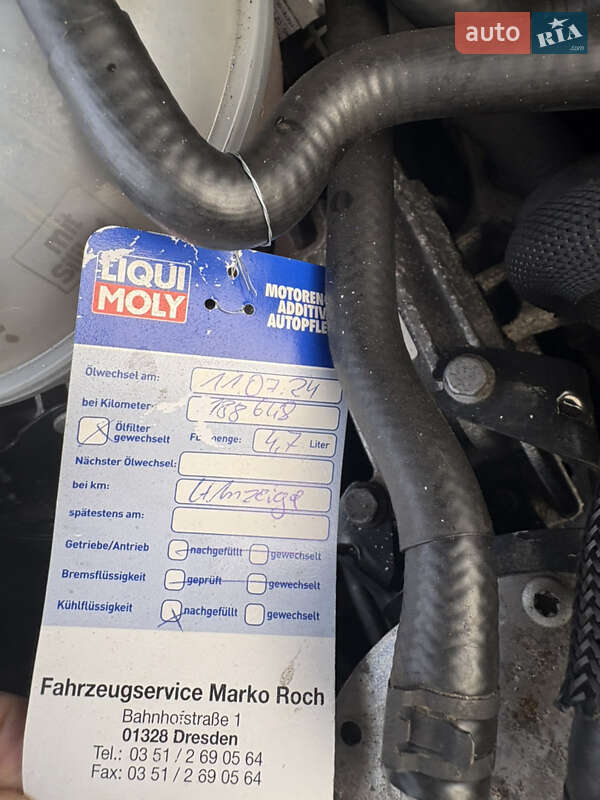 auto RIA
.com
LIQUI
MOLY
MOTOREN
ADDITIV
AUTOPFLE
Ölwechsel am: 11.07.24
bei Kilometer: 188648
Ölfilter
gewechselt
Füllmenge: 4,7 Liter
Nächster Ölwechsel:
bei km: lt. Anzeige
spätestens am:
Getriebe/Antrieb nachgefüllt gewechselt
Bremsflüssigkeit geprüft gewechselt
Kühlflüssigkeit nachgefüllt gewechselt
Fahrzeugservice Marko Roch
Bahnhofstraße 1
01328 Dresden
Tel.: 03 51 / 2 69 05 64
Fax: 03 51 / 2 69 05 64